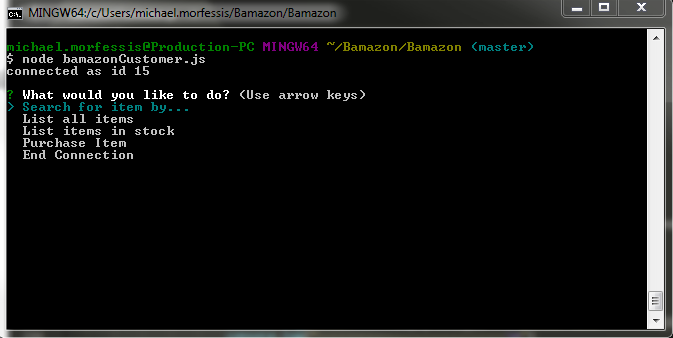 MINGW64:/c/Users/michael.morfessis/Bamazon/Bamazon
michael.morfessis@Production-PC MINGW64 ~/Bamazon/Bamazon (master)
$ node bamazonCustomer.js
connected as id 15
? What would you like to do? (Use arrow keys)
> Search for item by...
List all items
List items in stock
Purchase Item
End Connection